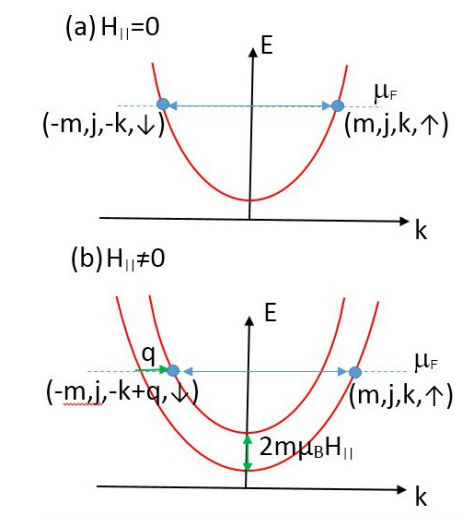 (a) H||=0
E
μF
(-m,j,-k,↓)
(m,j,k,↑)
k
(b) H||≠0
E
q
μF
(-m,j,-k+q,↓)
(m,j,k,↑)
2mμBH||
k